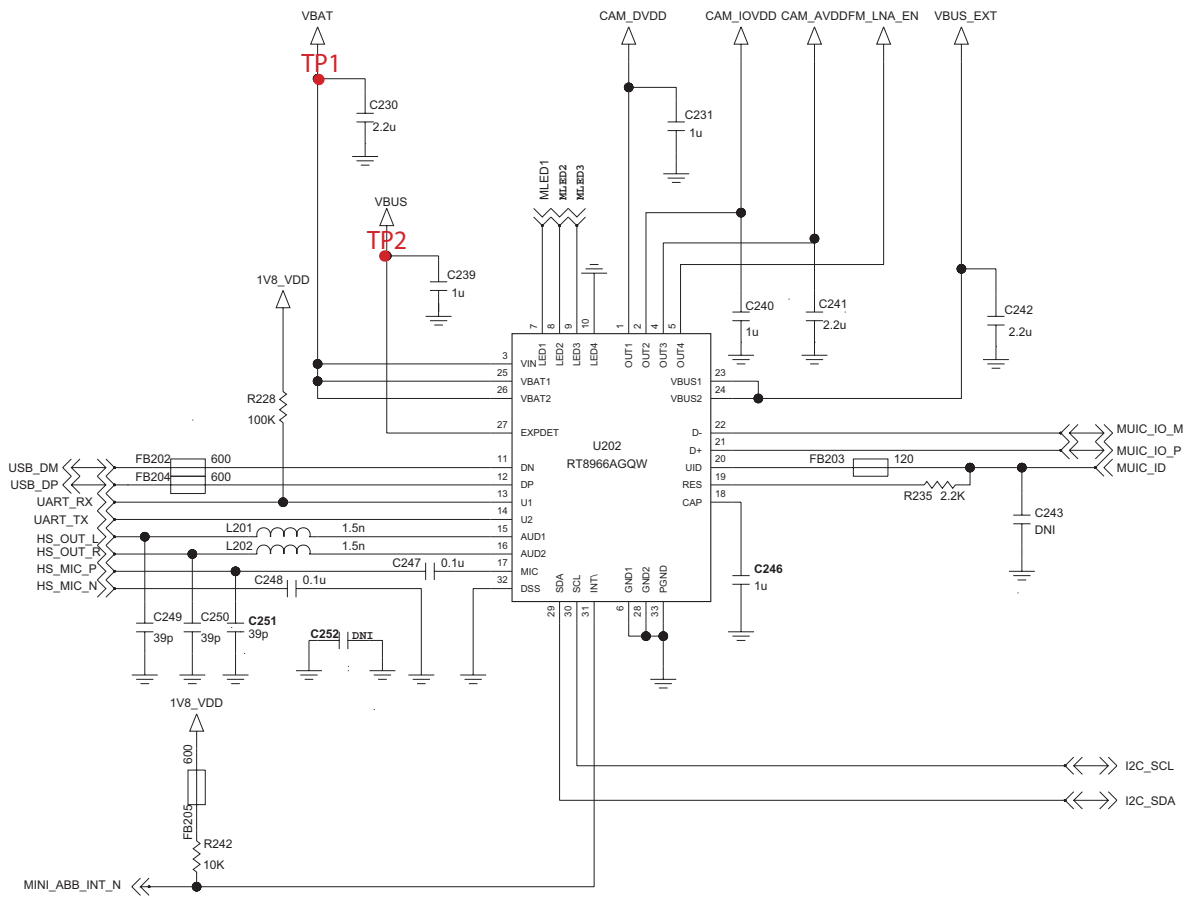 VBAT
CAM_DVDD
CAM_IOVDD
CAM_AVDD
FM_LNA_EN
VBUS_EXT
TP1
C230
2.2u
C231
1u
MLED1
MLED2
MLED3
VBUS
TP2
C239
1u
1V8_VDD
C240
1u
C241
2.2u
C242
2.2u
7
8
9
10
1
2
4
5
LED1
LED2
LED3
LED4
OUT1
OUT2
OUT3
OUT4
3
VIN
25
VBAT1
26
VBAT2
27
EXPDET
VBUS1
23
VBUS2
24
R228
100K
U202
RT8966AGQW
D-
22
MUIC_IO_M
D+
21
MUIC_IO_P
UID
20
FB203
120
MUIC_ID
RES
19
R235
2.2K
CAP
18
C243
DNI
USB_DM
FB202
600
11
DN
USB_DP
FB204
600
12
DP
UART_RX
13
U1
UART_TX
14
U2
HS_OUT_L
L201
1.5n
15
AUD1
HS_OUT_R
L202
1.5n
16
AUD2
HS_MIC_P
C247
0.1u
17
MIC
HS_MIC_N
C248
0.1u
32
DSS
SDA
SCL
INT\
GND1
GND2
PGND
29
30
31
6
28
33
C246
1u
C249
39p
C250
39p
C251
39p
C252
DNI
1V8_VDD
600
FB205
R242
10K
I2C_SCL
I2C_SDA
MINI_ABB_INT_N